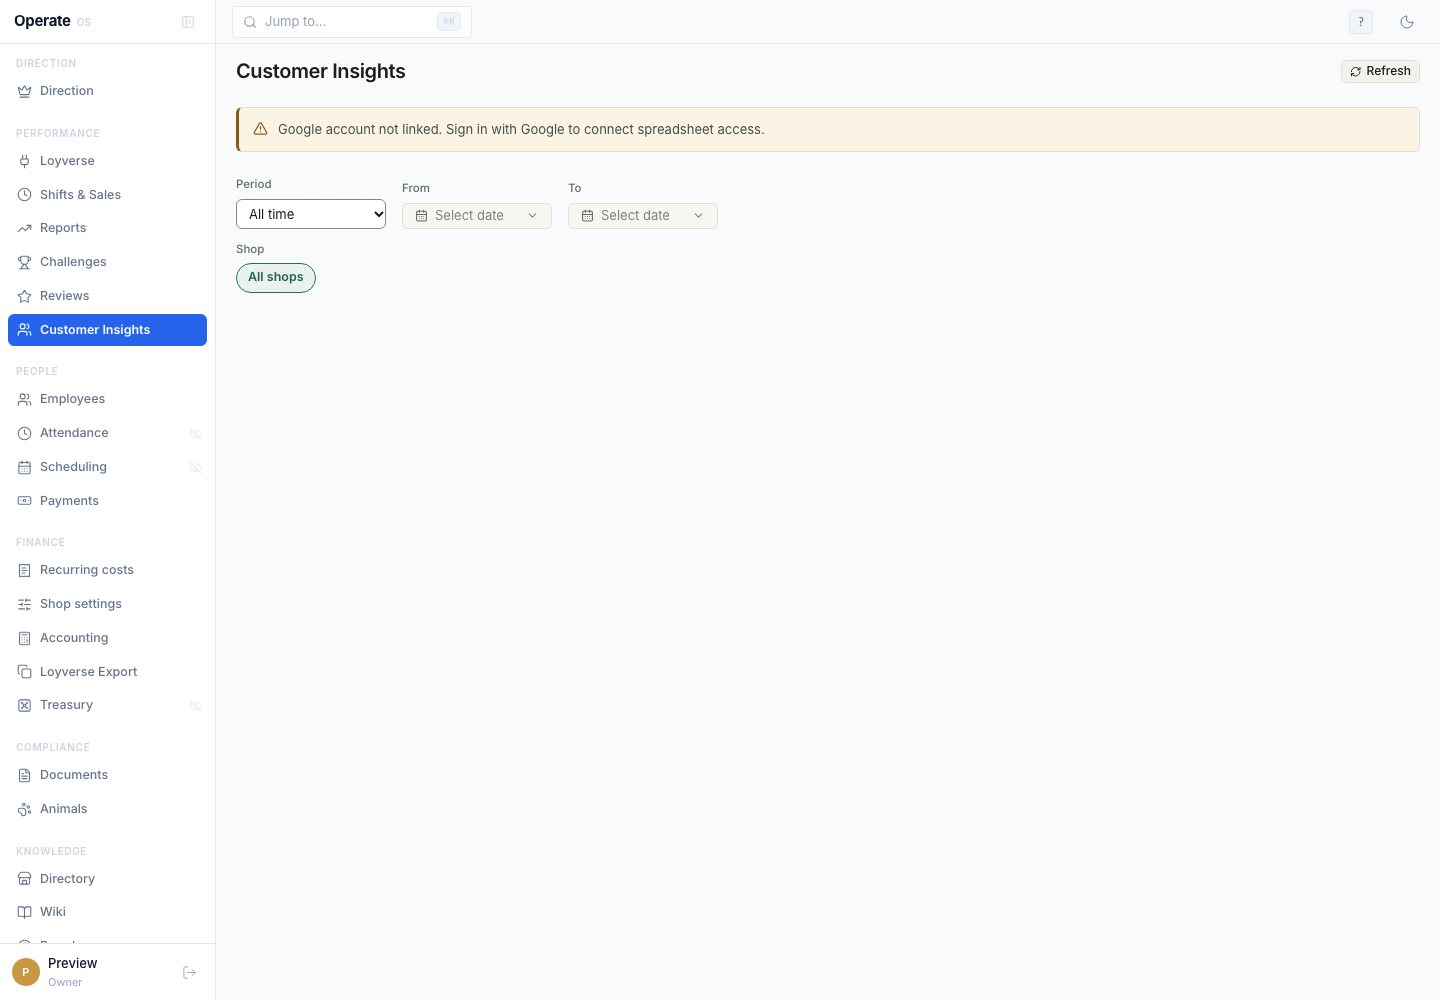 Operate OS
Jump to...
⌘K
?
DIRECTION
Direction
PERFORMANCE
Loyverse
Shifts & Sales
Reports
Challenges
Reviews
Customer Insights
PEOPLE
Employees
Attendance
Scheduling
Payments
FINANCE
Recurring costs
Shop settings
Accounting
Loyverse Export
Treasury
COMPLIANCE
Documents
Animals
KNOWLEDGE
Directory
Wiki
P
Preview
Owner
Customer Insights
Refresh
Google account not linked. Sign in with Google to connect spreadsheet access.
Period
From
To
All time
Select date
Select date
Shop
All shops